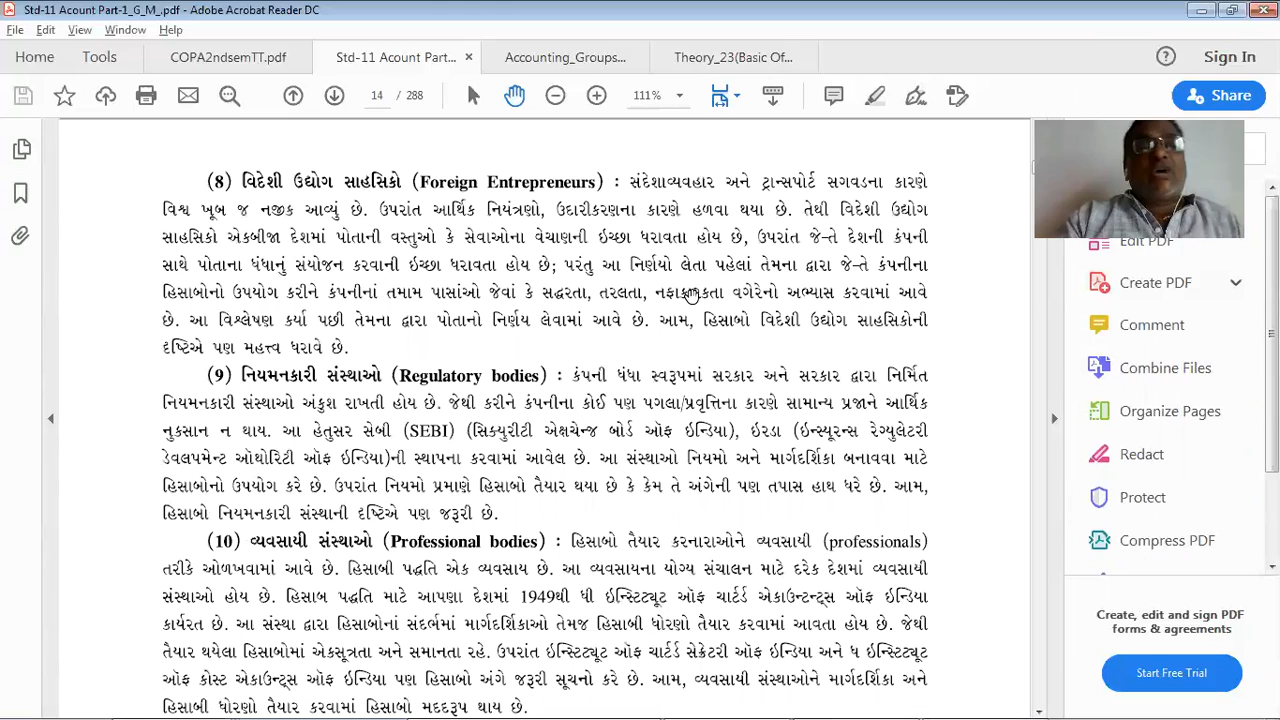 Std-11 Acount Part-1_G_M_.pdf - Adobe Acrobat Reader DC
File Edit View Window Help
Home Tools COPA2ndsemTT.pdf Std-11 Acount Part... × Accounting_Groups... Theory_23(Basic Of... Sign In
14 / 288 111% Share
(8) વિદેશી ઉદ્યોગ સાહસિકો (Foreign Entrepreneurs) : સંદેશાવ્યવહાર અને ટ્રાન્સપોર્ટ સગવડના કારણે
વિશ્વ ખૂબ જ નજીક આવ્યું છે. ઉપરાંત આર્થિક નિયંત્રણો, ઉદારીકરણના કારણે હળવા થયા છે. તેથી વિદેશી ઉદ્યોગ
સાહસિકો એકબીજા દેશમાં પોતાની વસ્તુઓ કે સેવાઓના વેચાણની ઇચ્છા ધરાવતા હોય છે, ઉપરાંત જે–તે દેશની કંપની
સાથે પોતાના ધંધાનું સંયોજન કરવાની ઇચ્છા ધરાવતા હોય છે; પરંતુ આ નિર્ણયો લેતા પહેલાં તેમના દ્વારા જે–તે કંપનીના
હિસાબોનો ઉપયોગ કરીને કંપનીનાં તમામ પાસાંઓ જેવાં કે સદ્ધરતા, તરલતા, વગેરેનો અભ્યાસ કરવામાં આવે
છે. આ વિશ્લેષણ કર્યા પછી તેમના દ્વારા પોતાનો નિર્ણય લેવામાં આવે છે. આમ, હિસાબો વિદેશી ઉદ્યોગ સાહસિકોની
દૃષ્ટિએ પણ મહત્ત્વ ધરાવે છે.
(9) નિયમનકારી સંસ્થાઓ (Regulatory bodies) : કંપની ધંધા સ્વરૂપમાં સરકાર અને સરકાર દ્વારા નિર્મિત
નિયમનકારી સંસ્થાઓ અંકુશ રાખતી હોય છે. જેથી કરીને કંપનીના કોઈ પણ પગલા/પ્રવૃત્તિના કારણે સામાન્ય પ્રજાને આર્થિક
નુકસાન ન થાય. આ હેતુસર સેબી (SEBI) (સિક્યુરીટી એક્ષચેન્જ બોર્ડ ઑફ ઇન્ડિયા), ઇરડા (ઇન્સ્યૂરન્સ રેગ્યુલેટરી
ડેવલપમેન્ટ ઑથોરિટી ઑફ ઇન્ડિયા)ની સ્થાપના કરવામાં આવેલ છે. આ સંસ્થાઓ નિયમો અને માર્ગદર્શિકા બનાવવા માટે
હિસાબોનો ઉપયોગ કરે છે. ઉપરાંત નિયમો પ્રમાણે હિસાબો તૈયાર થયા છે કે કેમ તે અંગેની પણ તપાસ હાથ ધરે છે. આમ,
હિસાબો નિયમનકારી સંસ્થાની દૃષ્ટિએ પણ જરૂરી છે.
(10) વ્યવસાયી સંસ્થાઓ (Professional bodies) : હિસાબો તૈયાર કરનારાઓને વ્યવસાયી (professionals)
તરીકે ઓળખવામાં આવે છે. હિસાબી પદ્ધતિ એક વ્યવસાય છે. આ વ્યવસાયના યોગ્ય સંચાલન માટે દરેક દેશમાં વ્યવસાયી
સંસ્થાઓ હોય છે. હિસાબ પદ્ધતિ માટે આપણા દેશમાં 1949થી ધી ઇન્સ્ટિટ્યૂટ ઑફ ચાર્ટર્ડ એકાઉન્ટન્ટ્સ ઑફ ઇન્ડિયા
કાર્યરત છે. આ સંસ્થા દ્વારા હિસાબોનાં સંદર્ભમાં માર્ગદર્શિકાઓ તેમજ હિસાબી ધોરણો તૈયાર કરવામાં આવતા હોય છે. જેથી
તૈયાર થયેલા હિસાબોમાં એકસૂત્રતા અને સમાનતા રહે. ઉપરાંત ઇન્સ્ટિટ્યૂટ ઑફ ચાર્ટર્ડ સેક્રેટરી ઑફ ઇન્ડિયા અને ધ ઇન્સ્ટિટ્યૂટ
ઑફ કોસ્ટ એકાઉન્ટ્સ ઑફ ઇન્ડિયા પણ હિસાબો અંગે જરૂરી સૂચનો કરે છે. આમ, વ્યવસાયી સંસ્થાઓને માર્ગદર્શિકા અને
હિસાબી ધોરણો તૈયાર કરવામાં હિસાબો મદદરૂપ થાય છે.
Edit PDF
Create PDF
Comment
Combine Files
Organize Pages
Redact
Protect
Compress PDF
Create, edit and sign PDF
forms & agreements
Start Free Trial